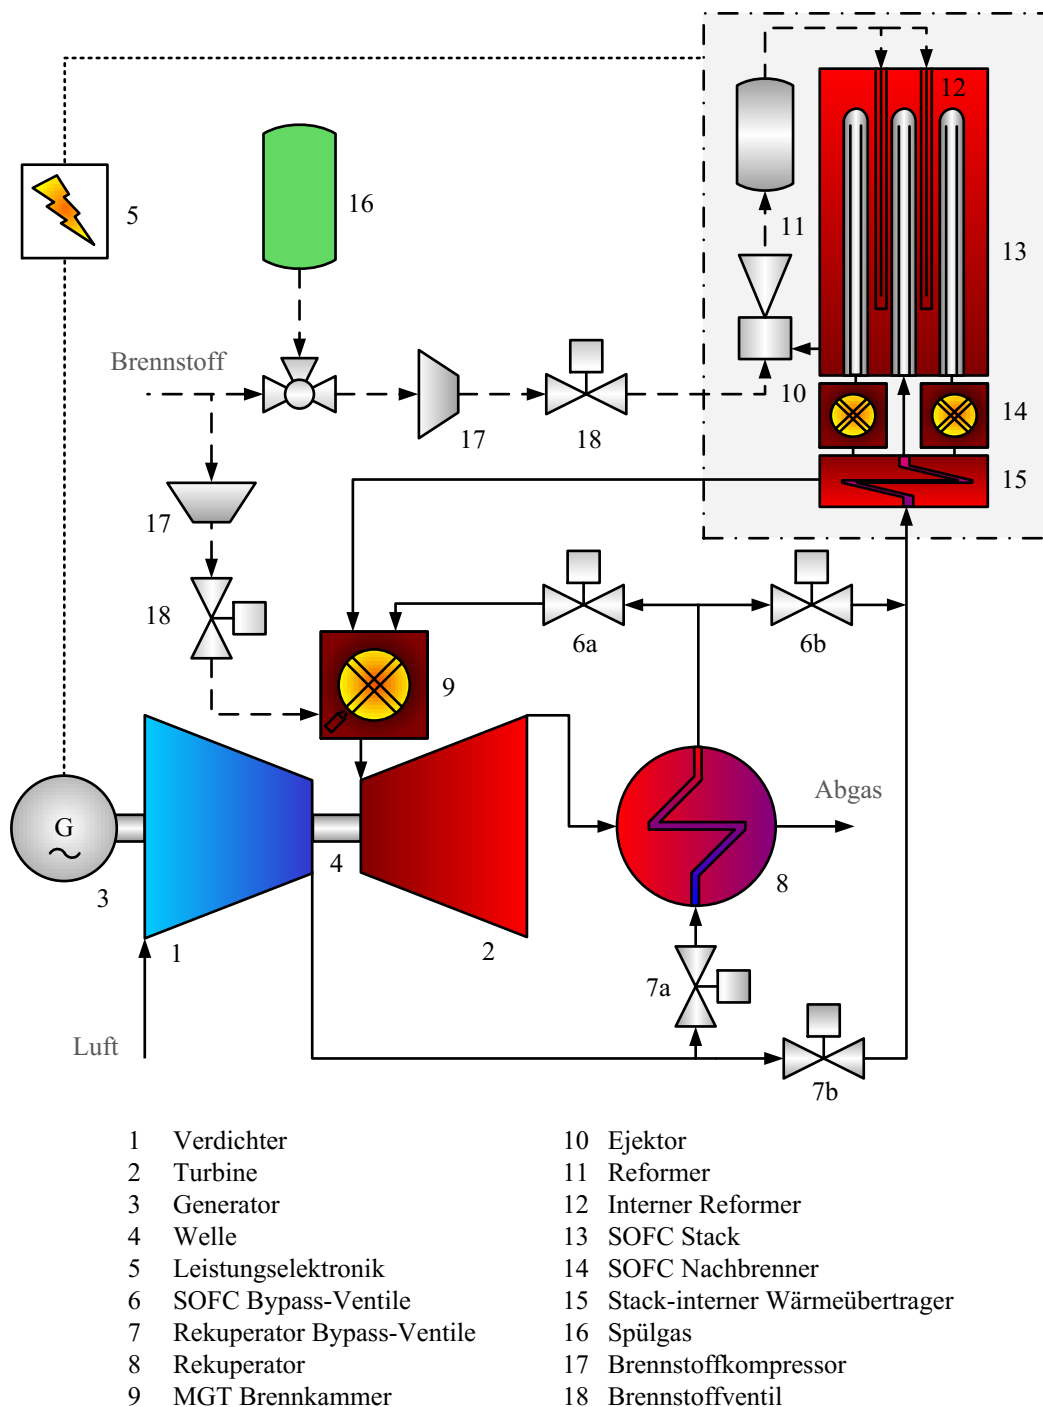 12
5
16
11
13
Brennstoff
10
14
17
18
15
17
18
6a
6b
9
Abgas
G
4
3
8
1
2
7a
Luft
7b
1 Verdichter
2 Turbine
3 Generator
4 Welle
5 Leistungselektronik
6 SOFC Bypass-Ventile
7 Rekuperator Bypass-Ventile
8 Rekuperator
9 MGT Brennkammer
10 Ejektor
11 Reformer
12 Interner Reformer
13 SOFC Stack
14 SOFC Nachbrenner
15 Stack-interner Wärmeübertrager
16 Spülgas
17 Brennstoffkompressor
18 Brennstoffventil